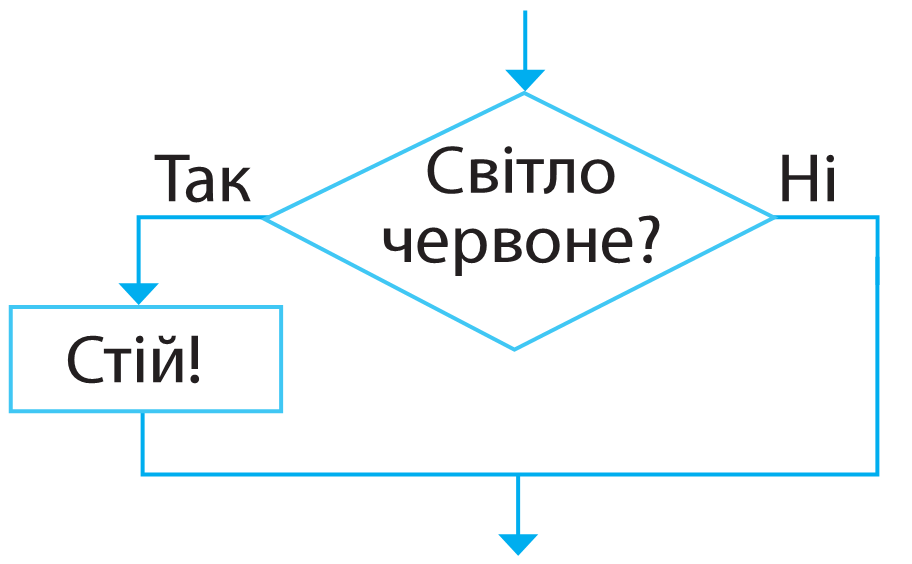 Світло
червоне?
Так
Ні
Стій!